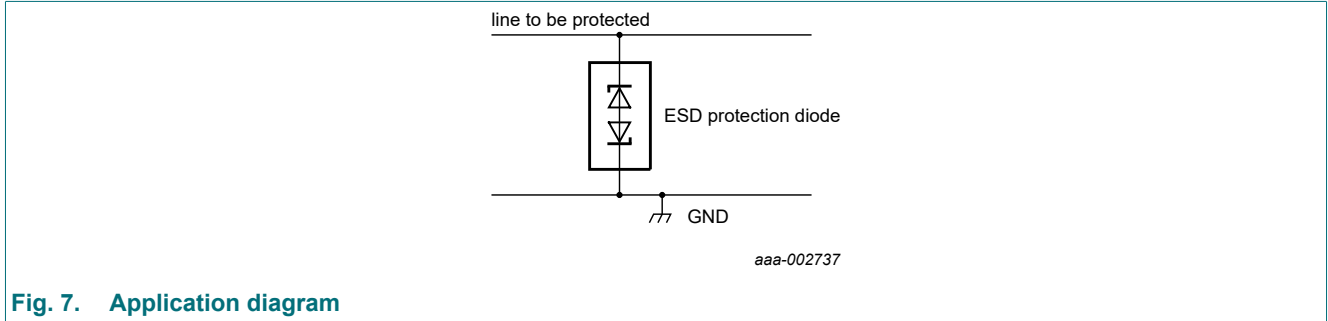 line to be protected
ESD protection diode
GND
aaa-002737
Fig. 7. Application diagram